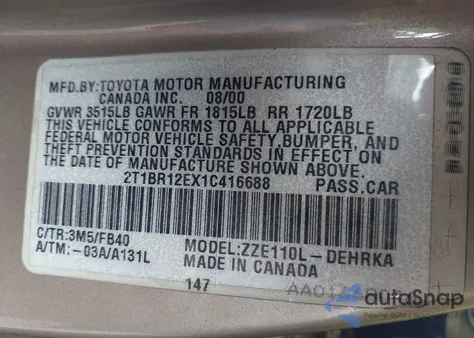 MFD.BY:TOYOTA MOTOR MANUFACTURING
CANADA INC. 08/00
GVWR 3515LB GAWR FR 1815LB RR 1720LB
THIS VEHICLE CONFORMS TO ALL APPLICABLE
FEDERAL MOTOR VEHICLE SAFETY,BUMPER, AND
THEFT PREVENTION STANDARDS IN EFFECT ON
THE DATE OF MANUFACTURE SHOWN ABOVE.
2T1BR12EX1C416688 PASS.CAR
C/TR:3M5/FB40 MODEL:ZZE110L-DEHRKA
A/TM:-03A/A131L MADE IN CANADA
147
autoSnap